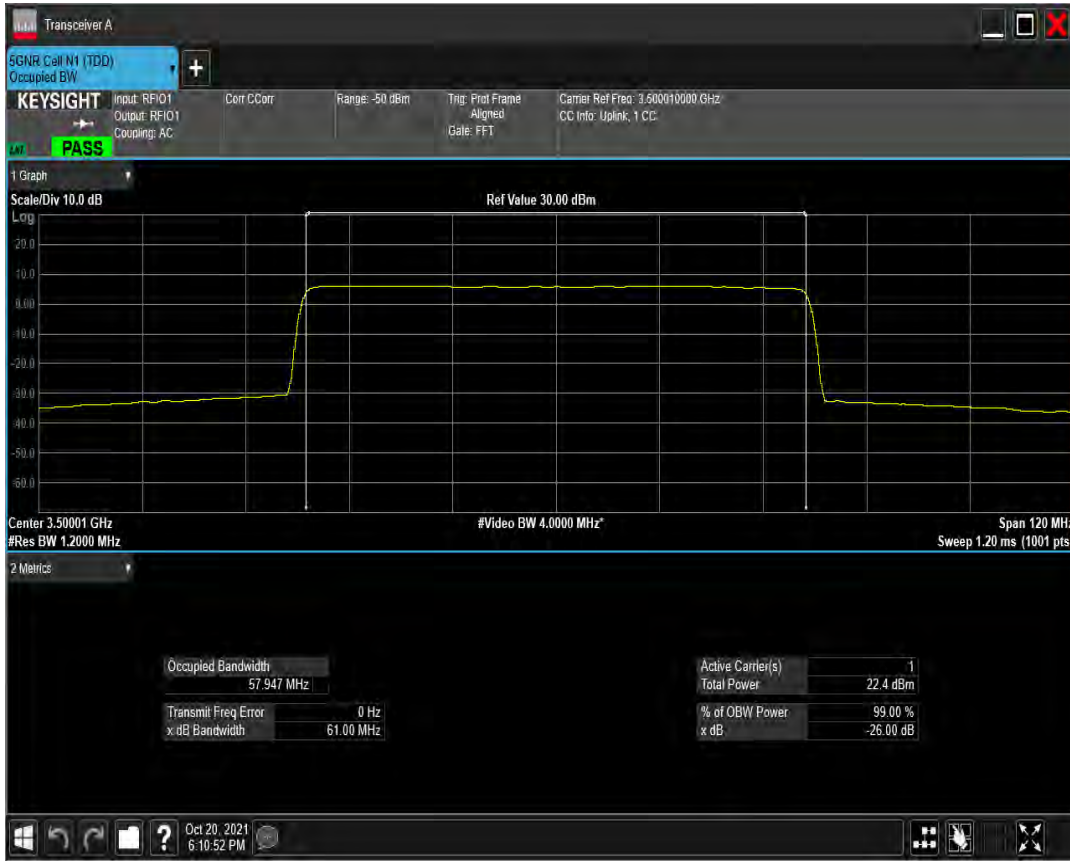 Transceiver A
5GNR Cell N1 (TDD)
Occupied BW
+
KEYSIGHT
Input: RFIO1
Output: RFIO1
Coupling: AC
Corr CCorr
Range: -50 dBm
Trig: Prot Frame
Aligned
Gate: FFT
Carrier Ref Freq: 3.500010000 GHz
CC Info: Uplink, 1 CC
PASS
1 Graph
Scale/Div 10.0 dB
Ref Value 30.00 dBm
Log
20.0
10.0
0.00
-10.0
-20.0
-30.0
-40.0
-50.0
-60.0
Center 3.50001 GHz
#Video BW 4.0000 MHz*
Span 120 MHz
#Res BW 1.2000 MHz
Sweep 1.20 ms (1001 pts
2 Metrics
Occupied Bandwidth
57.947 MHz
Transmit Freq Error 0 Hz
x dB Bandwidth 61.00 MHz
Active Carrier(s) 1
Total Power 22.4 dBm
% of OBW Power 99.00 %
x dB -26.00 dB
?
Oct 20, 2021
6:10:52 PM